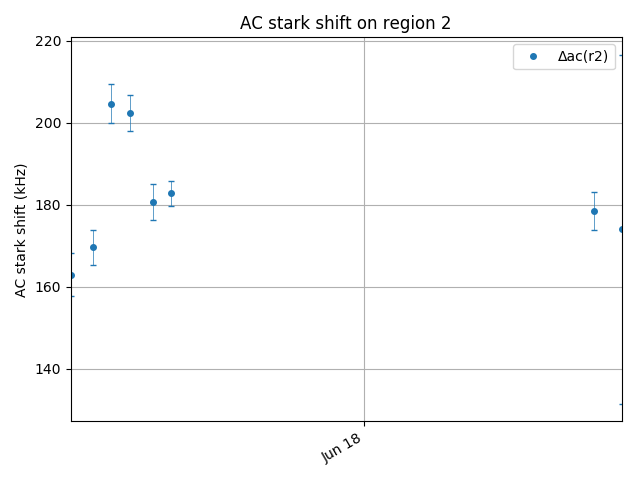 AC stark shift on region 2
Δac(r2)
AC stark shift (kHz)
220
200
180
160
140
Jun 18